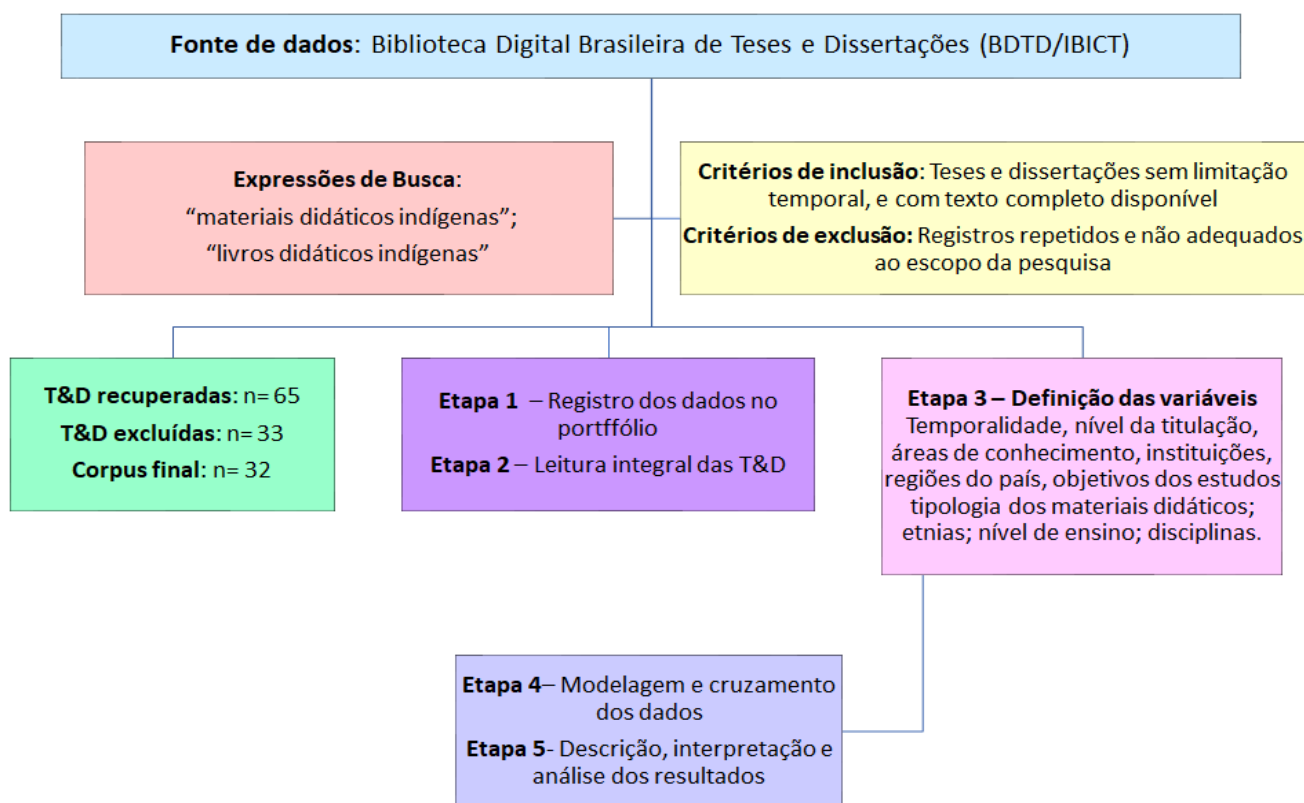 Fonte de dados: Biblioteca Digital Brasileira de Teses e Dissertações (BDTD/IBICT)
Expressões de Busca:
“materiais didáticos indígenas”;
“livros didáticos indígenas”
Critérios de inclusão: Teses e dissertações sem limitação
temporal, e com texto completo disponível
Critérios de exclusão: Registros repetidos e não adequados
ao escopo da pesquisa
T&D recuperadas: n= 65
T&D excluídas: n= 33
Corpus final: n= 32
Etapa 1 – Registro dos dados no
portffólio
Etapa 2 – Leitura integral das T&D
Etapa 3 – Definição das variáveis
Temporalidade, nível da titulação,
áreas de conhecimento, instituições,
regiões do país, objetivos dos estudos
tipologia dos materiais didáticos;
etnias; nível de ensino; disciplinas.
Etapa 4– Modelagem e cruzamento
dos dados
Etapa 5- Descrição, interpretação e
análise dos resultados